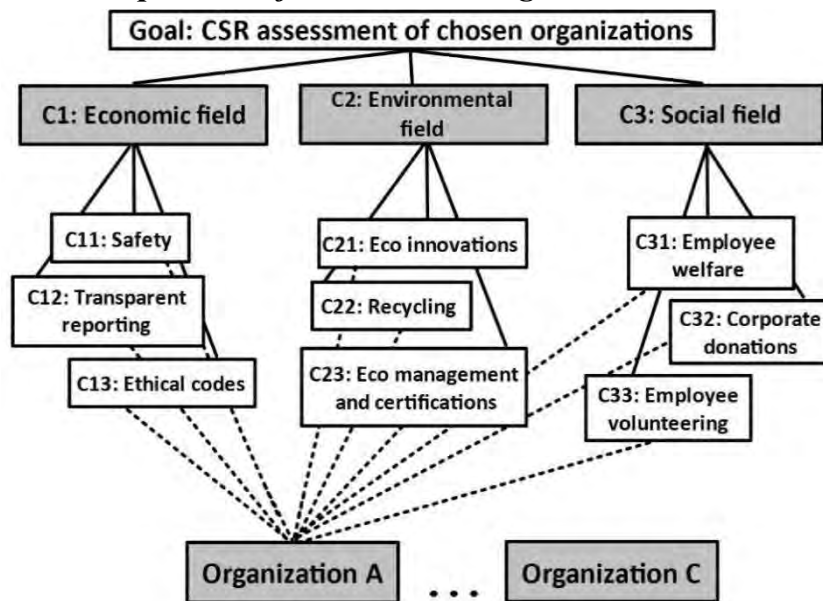 Goal: CSR assessment of chosen organizations
C1: Economic field
C2: Environmental
field
C3: Social field
C11: Safety
C12: Transparent
reporting
C13: Ethical codes
C21: Eco innovations
C22: Recycling
C23: Eco management
and certifications
C31: Employee
welfare
C32: Corporate
donations
C33: Employee
volunteering
Organization A
...
Organization C